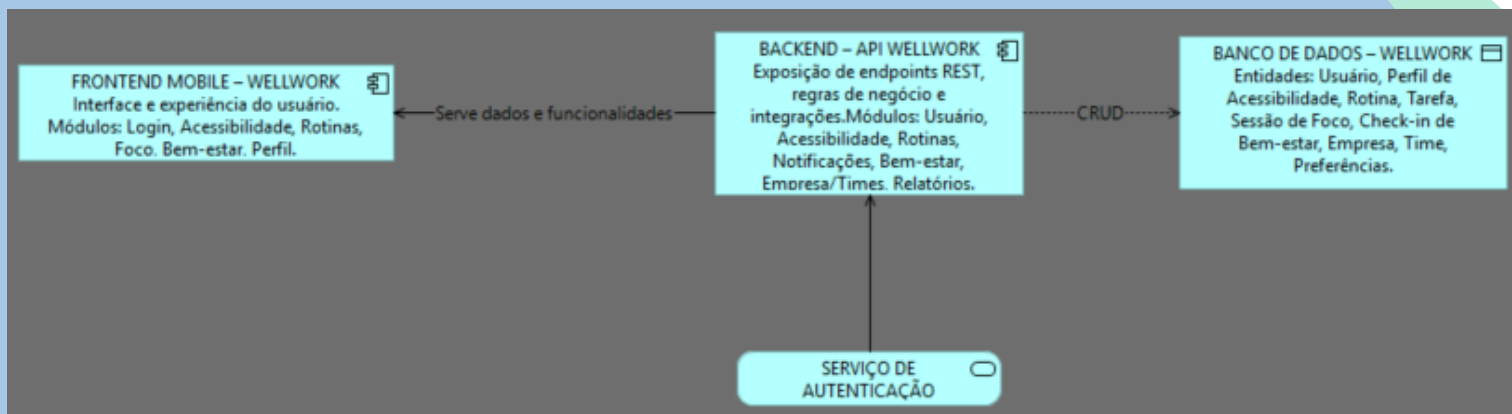 FRONTEND MOBILE – WELLWORK
Interface e experiência do usuário.
Módulos: Login, Acessibilidade, Rotinas,
Foco. Bem-estar. Perfil.
Serve dados e funcionalidades
BACKEND – API WELLWORK
Exposição de endpoints REST,
regras de negócio e
integrações.Módulos: Usuário,
Acessibilidade, Rotinas,
Notificações, Bem-estar,
Empresa/Times. Relatórios.
CRUD
BANCO DE DADOS – WELLWORK
Entidades: Usuário, Perfil de
Acessibilidade, Rotina, Tarefa,
Sessão de Foco, Check-in de
Bem-estar, Empresa, Time,
Preferências.
SERVIÇO DE
AUTENTICAÇÃO